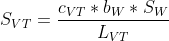 S_{VT} = \frac{c_{VT} * b_W * S_W}{L_{VT}}